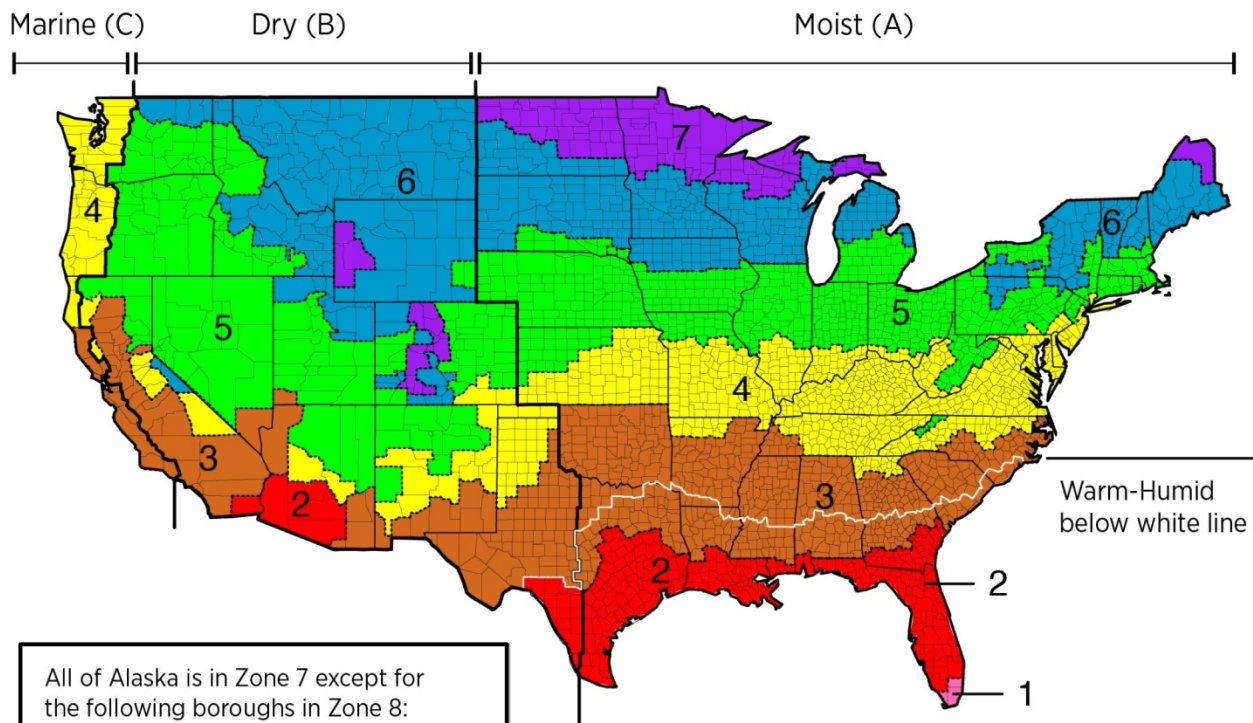 Marine (C)
Dry (B)
Moist (A)
7
6
4
6
5
5
4
3
3
2
2
2
1
Warm-Humid
below white line
All of Alaska is in Zone 7 except for
the following boroughs in Zone 8: